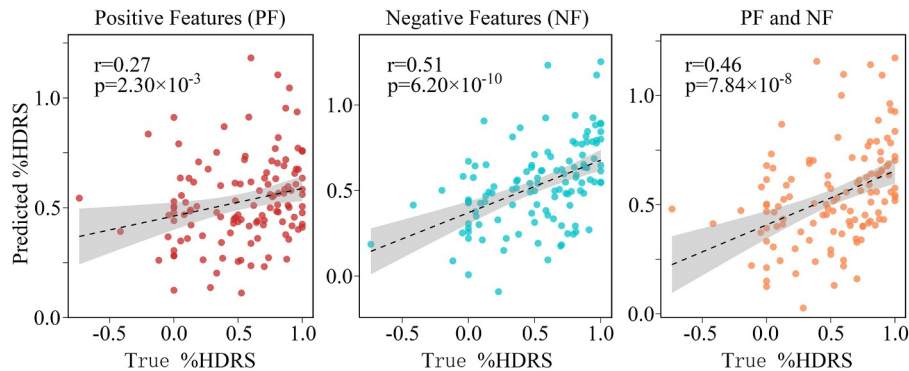 Positive Features (PF)
Negative Features (NF)
PF and NF
r=0.27
p=2.30×10⁻³
r=0.51
p=6.20×10⁻¹⁰
r=0.46
p=7.84×10⁻⁸
Predicted %HDRS
1.0
0.5
0.0
1.0
0.5
0.0
1.0
0.5
0.0
-0.5 0.0 0.5 1.0
-0.5 0.0 0.5 1.0
-0.5 0.0 0.5 1.0
True %HDRS
True %HDRS
True %HDRS